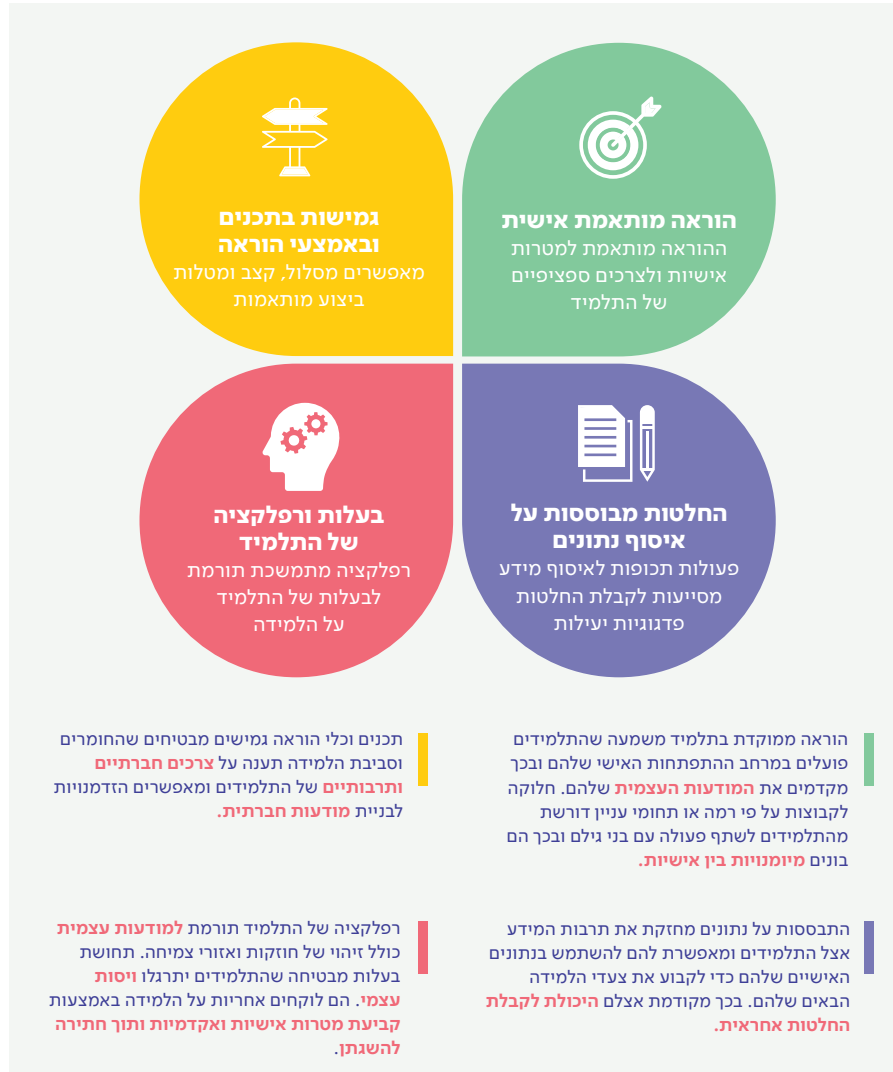 הוראה מותאמת אישית
ההוראה מותאמת למטרות
אישיות ולצרכים ספציפיים
של התלמיד
גמישות בתכנים
ובאמצעי הוראה
מאפשרים מסלול, קצב ומטלות
ביצוע מותאמות
החלטות מבוססות על
איסוף נתונים
פעולות תכופות לאיסוף מידע
מסייעות לקבלת החלטות
פדגוגיות יעילות
בעלות ורפלקציה
של התלמיד
רפלקציה מתמשכת תורמת
לבעלות של התלמיד
על הלמידה
הוראה ממוקדת בתלמיד משמעה שהתלמידים
פועלים במרחב ההתפתחות האישי שלהם ובכך
מקדמים את המודעות העצמית שלהם. חלוקה
לקבוצות על פי רמה או תחומי עניין דורשת
מהתלמידים לשתף פעולה עם בני גילם ובכך הם
בונים מיומנויות בין אישיות.
תכנים וכלי הוראה גמישים מבטיחים שהחומרים
וסביבת הלמידה תענה על צרכים חברתיים
ותרבותיים של התלמידים ומאפשרים הזדמנויות
לבניית מודעות חברתית.
התבססות על נתונים מחזקת את תרבות המידע
אצל התלמידים ומאפשרת להם להשתמש בנתונים
האישיים שלהם כדי לקבוע את צעדי הלמידה
הבאים שלהם. בכך מקודמת אצלם היכולת לקבלת
החלטות אחראית.
רפלקציה של התלמיד תורמת למודעות עצמית
כולל זיהוי של חוזקות ואזורי צמיחה. תחושת
בעלות מבטיחה שהתלמידים יתרגלו ויסות
עצמי. הם לוקחים אחריות על הלמידה באמצעות
קביעת מטרות אישיות ואקדמיות ותוך חתירה
להשגתן.